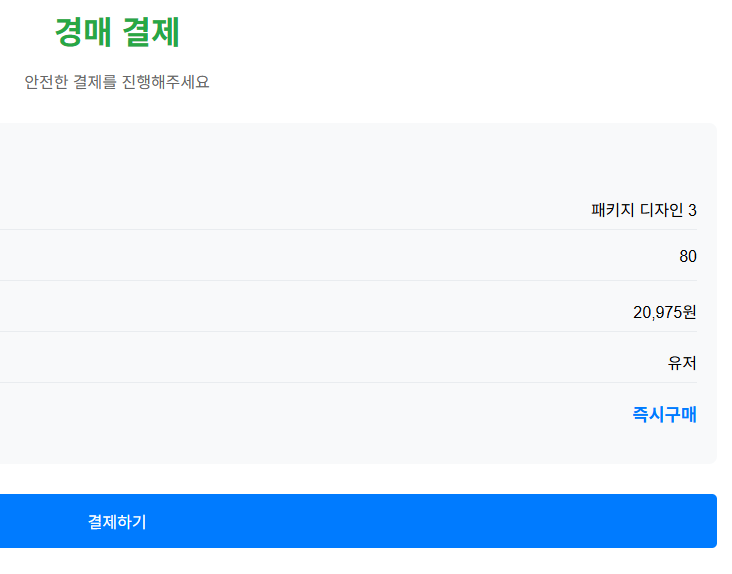 경매 결제
안전한 결제를 진행해주세요
패키지 디자인 3
80
20,975원
유저
즉시구매
결제하기